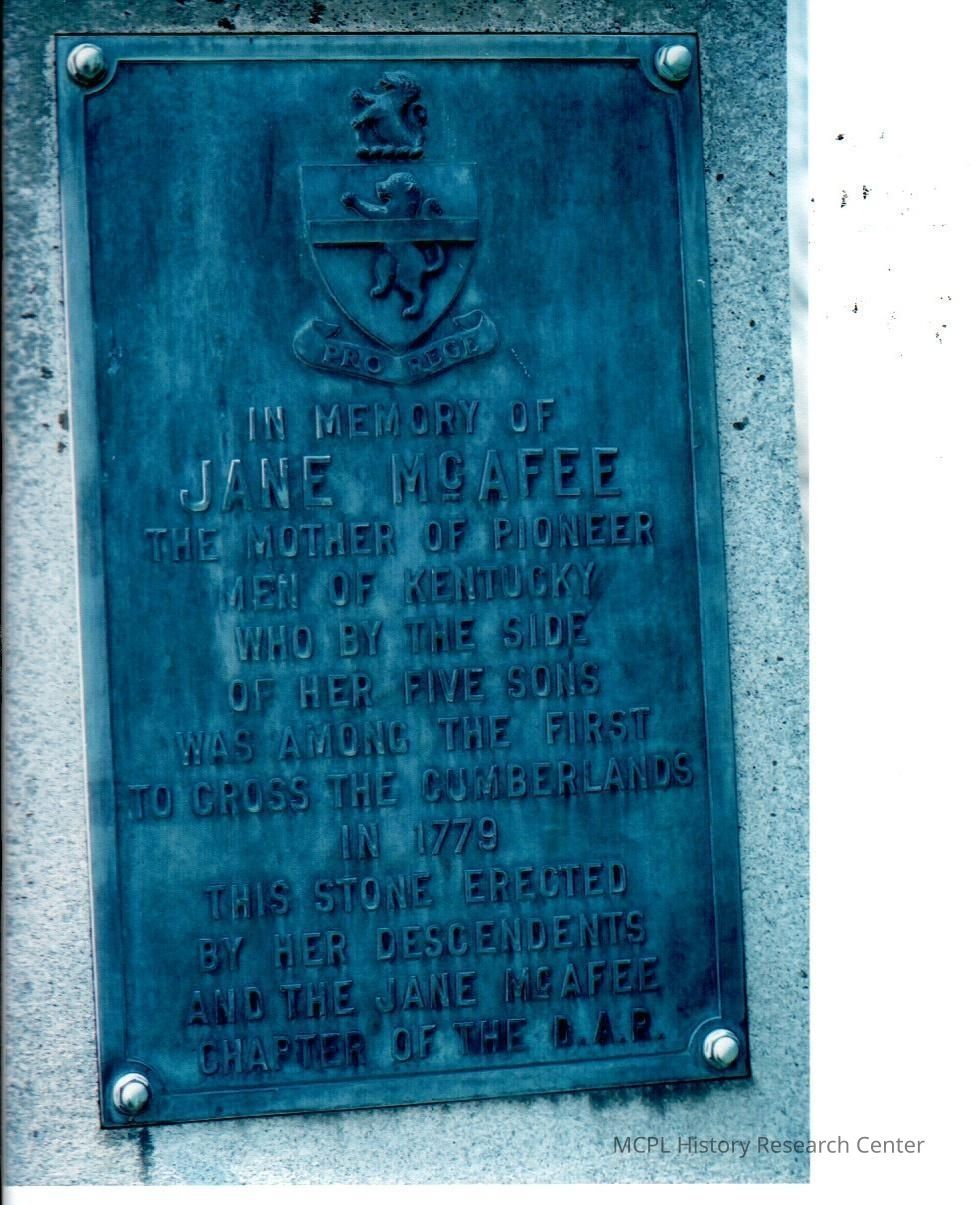 PRO REGE
IN MEMORY OF
JANE McAFEE
THE MOTHER OF PIONEER
MEN OF KENTUCKY
WHO BY THE SIDE
OF HER FIVE SONS
WAS AMONG THE FIRST
TO CROSS THE CUMBERLANDS
IN 1779
THIS STONE ERECTED
BY HER DESCENDENTS
AND THE JANE McAFEE
CHAPTER OF THE D.A.R.
MCPL History Research Center